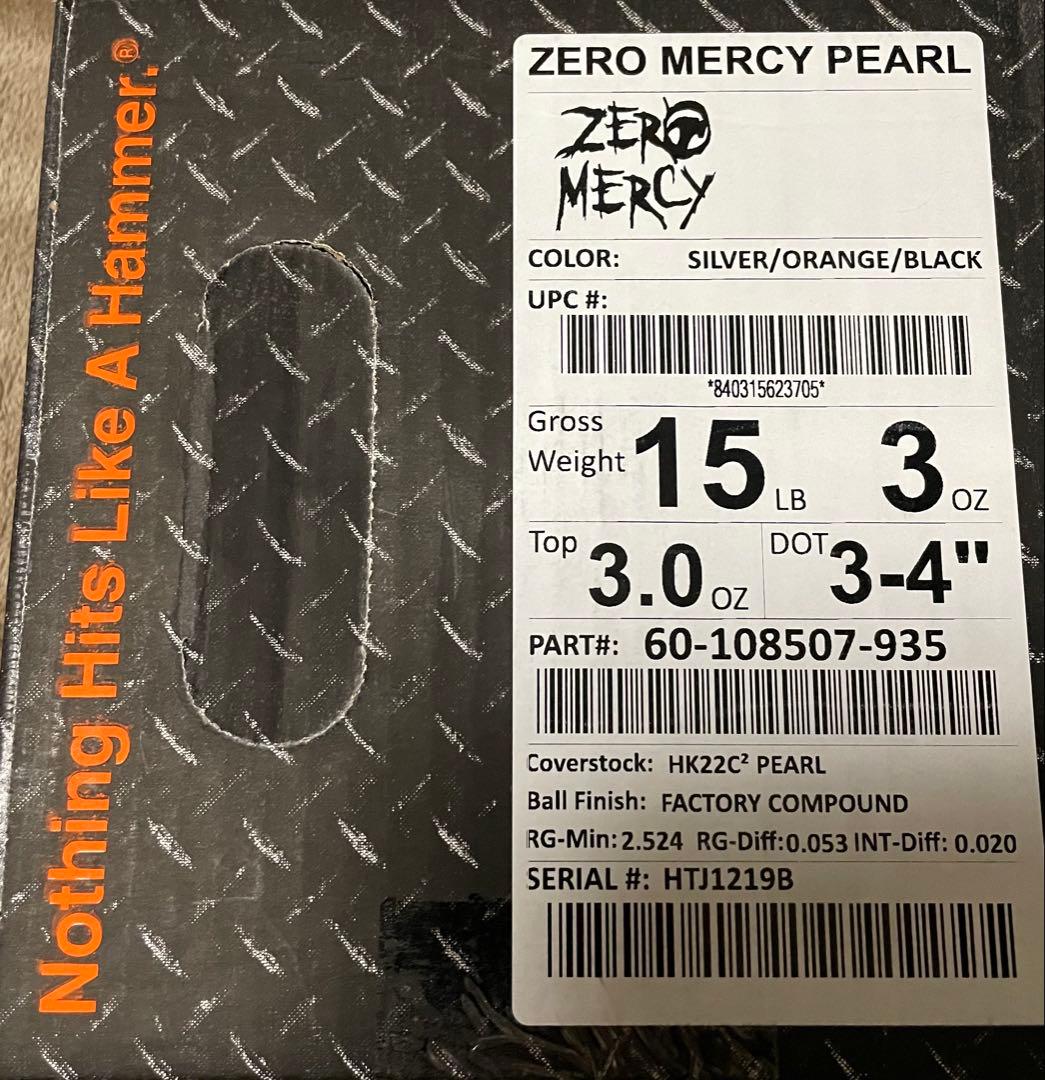 Nothing Hits Like A Hammer.®
ZERO MERCY PEARL
ZERO
MERCY
COLOR: SILVER/ORANGE/BLACK
UPC #:
*840315623705*
Gross
Weight 15 LB 3 OZ
Top 3.0 OZ DOT 3-4"
PART#: 60-108507-935
Coverstock: HK22C² PEARL
Ball Finish: FACTORY COMPOUND
RG-Min: 2.524 RG-Diff: 0.053 INT-Diff: 0.020
SERIAL #: HTJ1219B